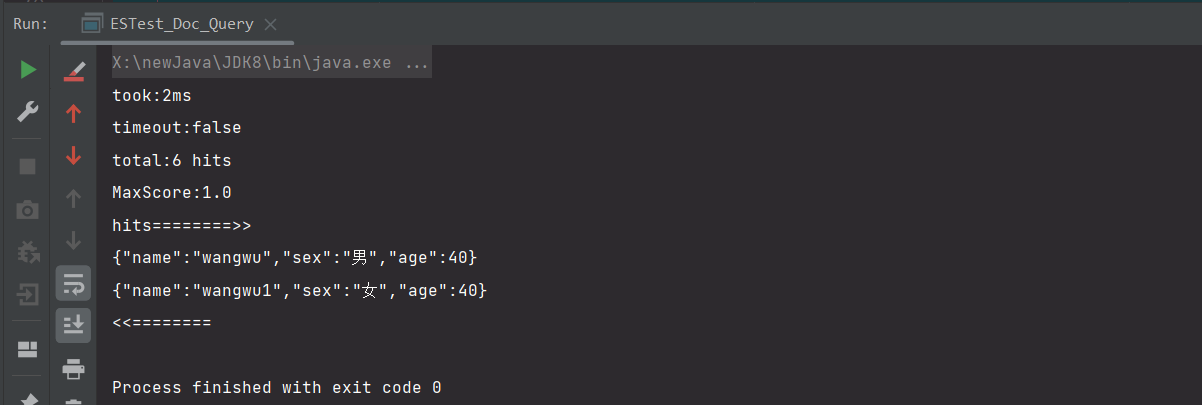 Run: ESTest_Doc_Query
X:\newJava\JDK8\bin\java.exe ...
took:2ms
timeout:false
total:6 hits
MaxScore:1.0
hits========>>
{"name":"wangwu","sex":"男","age":40}
{"name":"wangwu1","sex":"女","age":40}
<<========
Process finished with exit code 0